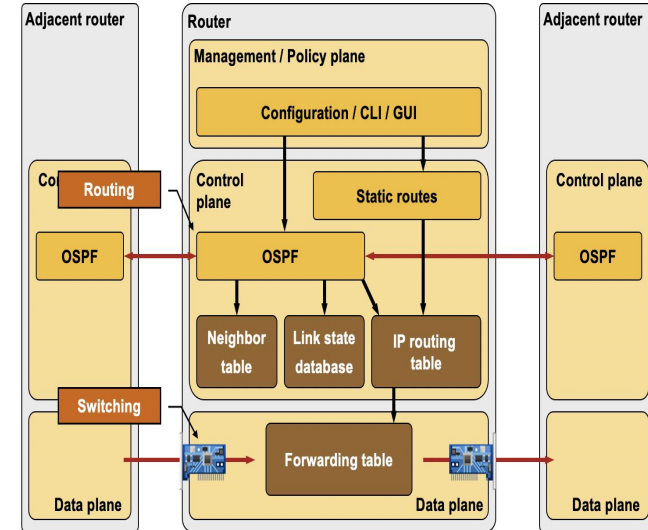 Adjacent router
Router
Adjacent router
Management / Policy plane
Configuration / CLI / GUI
Control
plane
Static routes
Control plane
Routing
OSPF
OSPF
OSPF
Neighbor
table
Link state
database
IP routing
table
Switching
Forwarding table
Data plane
Data plane
Data plane